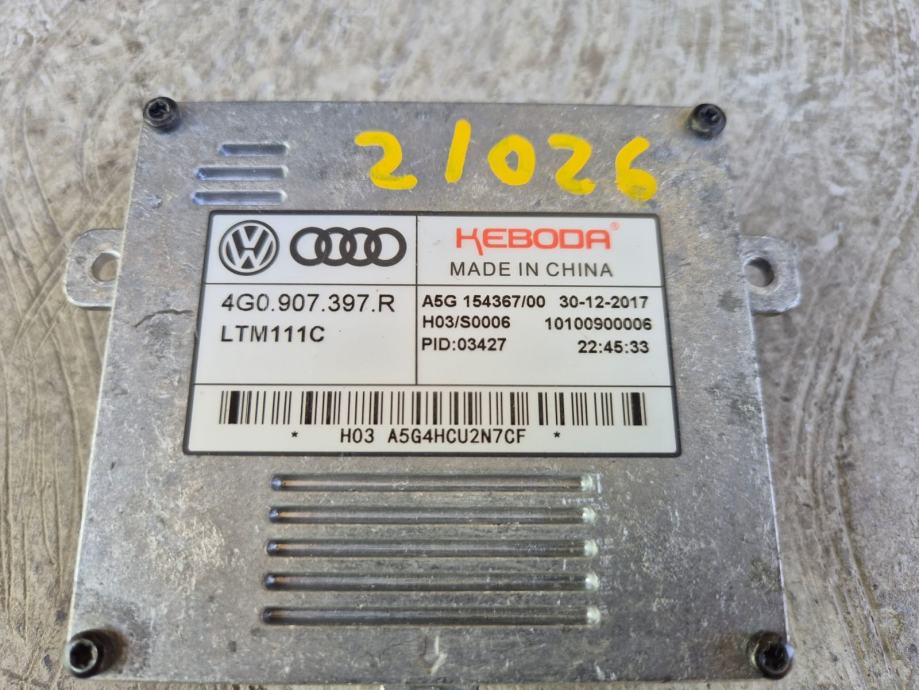 21026
KEBODA®
MADE IN CHINA
4G0.907.397.R
LTM111C
A5G 154367/00 30-12-2017
H03/S0006 10100900006
PID:03427 22:45:33
* H03 A5G4HCU2N7CF *